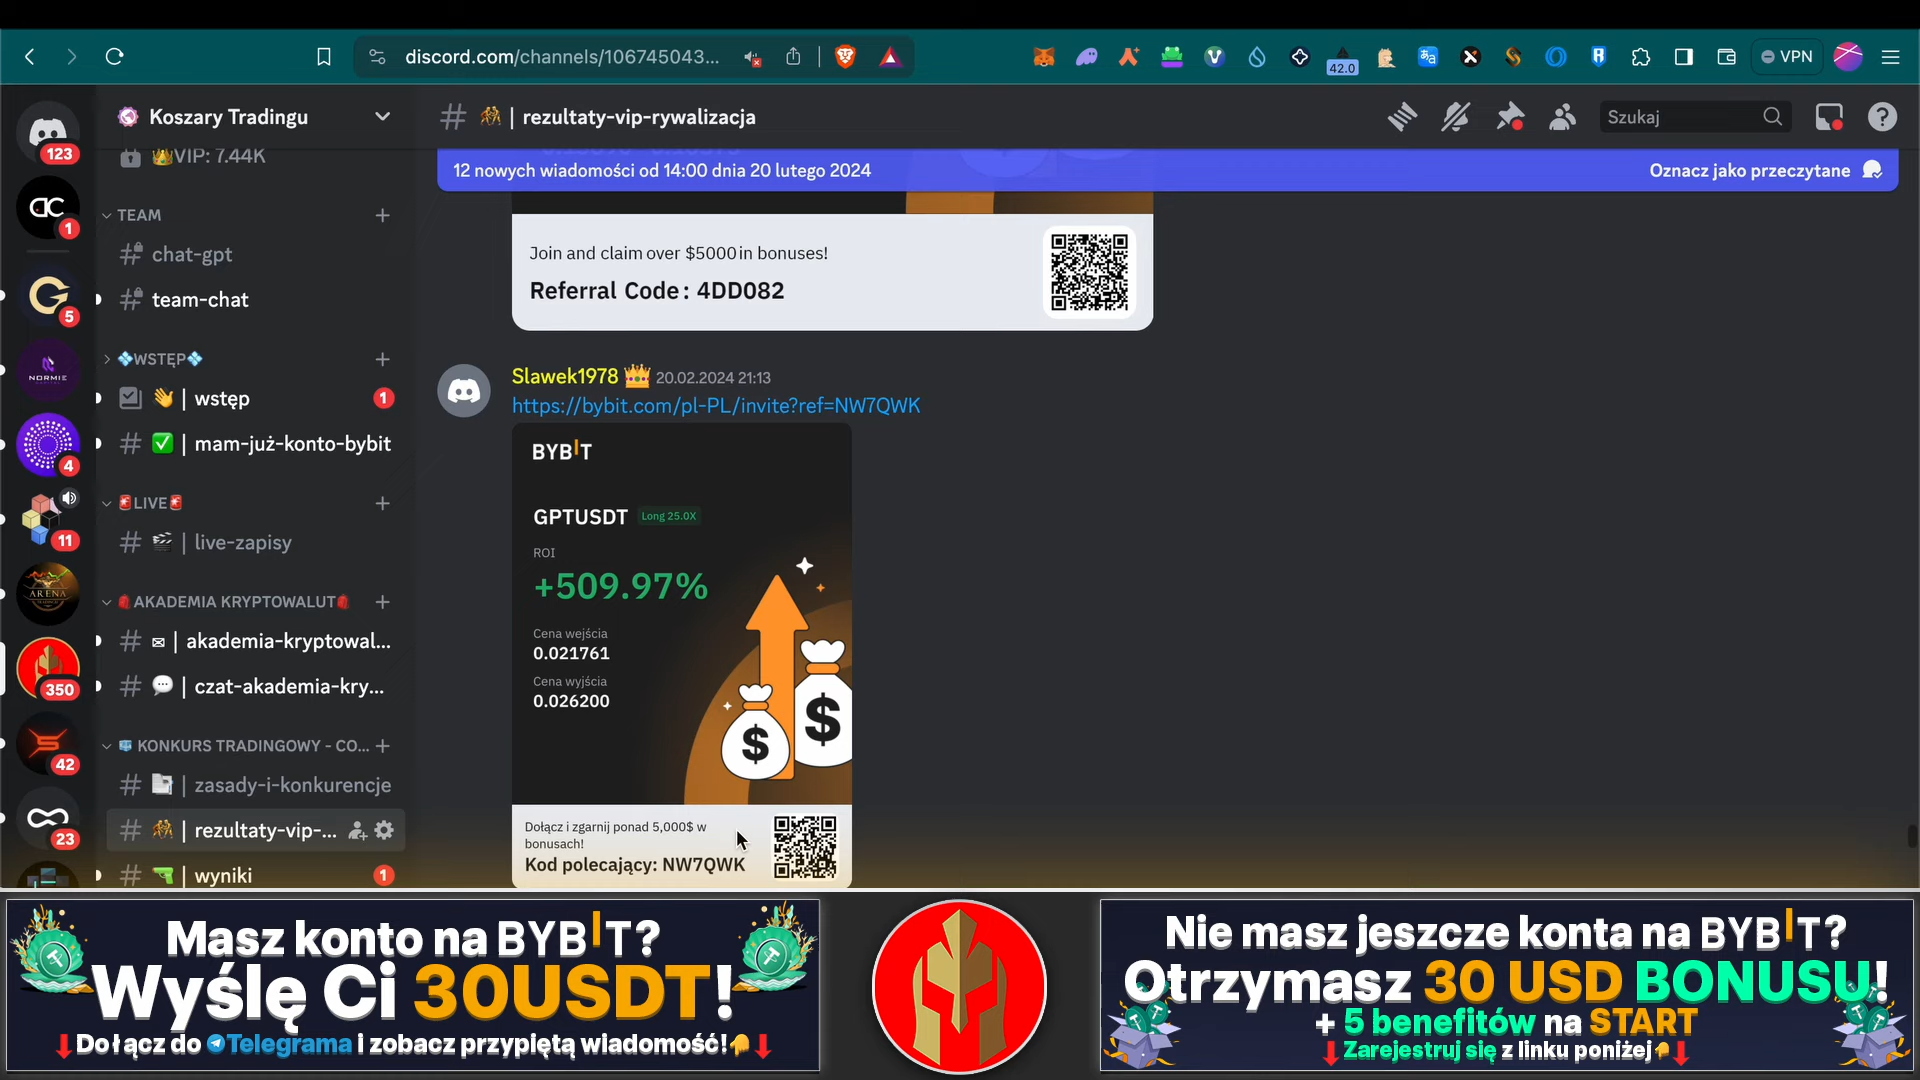 discord.com/channels/106745043...
42.0
VPN
123
1
5
4
11
350
42
23
NORMIE
ARENA
Koszary Tradingu
👑VIP: 7.44K
TEAM
chat-gpt
team-chat
💠WSTĘP💠
👋 | wstęp
1
✅ | mam-już-konto-bybit
🚨LIVE🚨
🎬 | live-zapisy
🥊AKADEMIA KRYPTOWALUT🥊
✉ | akademia-kryptowal...
💬 | czat-akademia-kry...
KONKURS TRADINGOWY - CO...
| zasady-i-konkurencje
| rezultaty-vip-...
🔫 | wyniki
1
| rezultaty-vip-rywalizacja
Szukaj
12 nowych wiadomości od 14:00 dnia 20 lutego 2024
Oznacz jako przeczytane
Join and claim over $5000 in bonuses!
Referral Code: 4DD082
Slawek1978 👑 20.02.2024 21:13
https://bybit.com/pl-PL/invite?ref=NW7QWK
BYBIT
GPTUSDT Long 25.0X
ROI
+509.97%
Cena wejścia
0.021761
Cena wyjścia
0.026200
Dołącz i zgarnij ponad 5,000$ w
bonusach!
Kod polecający: NW7QWK
Masz konto na BYBIT?
Wyślę Ci 30USDT!
Dołącz do Telegrama i zobacz przypiętą wiadomość!
Nie masz jeszcze konta na BYBIT?
Otrzymasz 30 USD BONUSU!
+ 5 benefitów na START
Zarejestruj się z linku poniżej